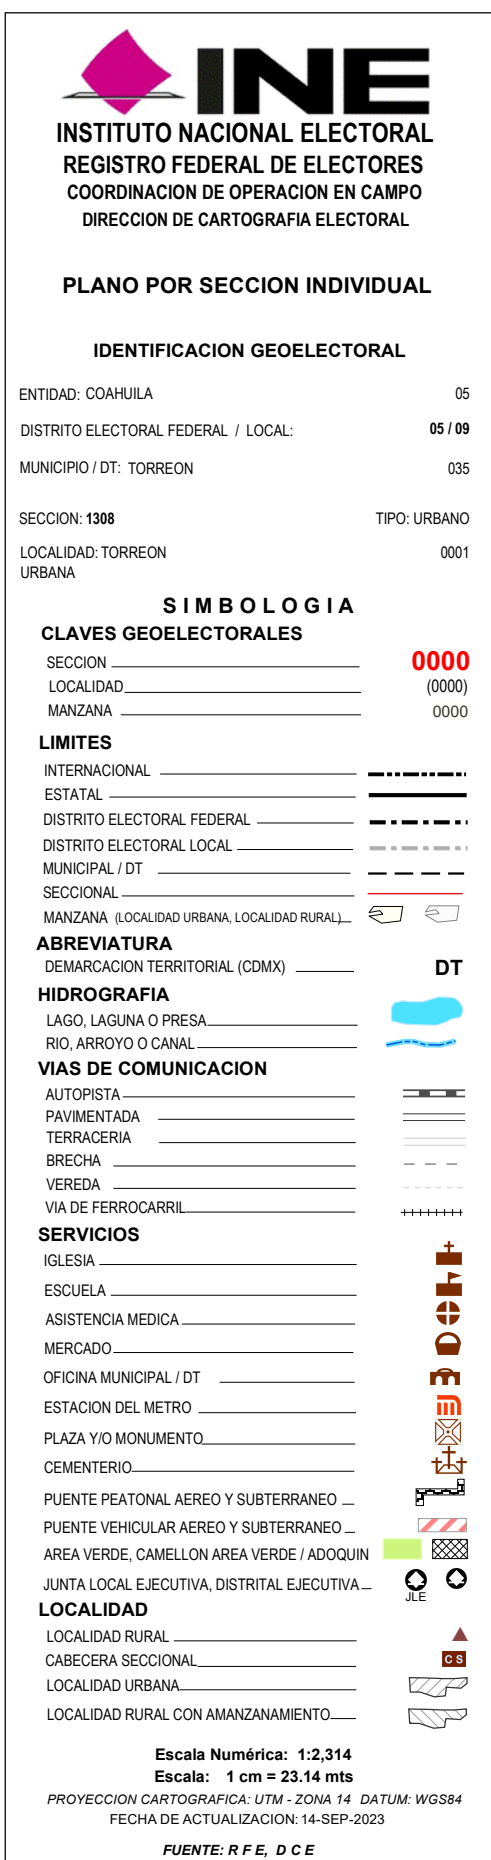 INE
INSTITUTO NACIONAL ELECTORAL
REGISTRO FEDERAL DE ELECTORES
COORDINACION DE OPERACION EN CAMPO
DIRECCION DE CARTOGRAFIA ELECTORAL
PLANO POR SECCION INDIVIDUAL
IDENTIFICACION GEOELECTORAL
ENTIDAD: COAHUILA 05
DISTRITO ELECTORAL FEDERAL / LOCAL: 05 / 09
MUNICIPIO / DT: TORREON 035
SECCION: 1308 TIPO: URBANO
LOCALIDAD: TORREON 0001
URBANA
SIMBOLOGIA
CLAVES GEOELECTORALES
SECCION 0000
LOCALIDAD (0000)
MANZANA 0000
LIMITES
INTERNACIONAL
ESTATAL
DISTRITO ELECTORAL FEDERAL
DISTRITO ELECTORAL LOCAL
MUNICIPAL / DT
SECCIONAL
MANZANA (LOCALIDAD URBANA, LOCALIDAD RURAL)
ABREVIATURA
DEMARCACION TERRITORIAL (CDMX) DT
HIDROGRAFIA
LAGO, LAGUNA O PRESA
RIO, ARROYO O CANAL
VIAS DE COMUNICACION
AUTOPISTA
PAVIMENTADA
TERRACERIA
BRECHA
VEREDA
VIA DE FERROCARRIL
SERVICIOS
IGLESIA
ESCUELA
ASISTENCIA MEDICA
MERCADO
OFICINA MUNICIPAL / DT
ESTACION DEL METRO
PLAZA Y/O MONUMENTO
CEMENTERIO
PUENTE PEATONAL AEREO Y SUBTERRANEO
PUENTE VEHICULAR AEREO Y SUBTERRANEO
AREA VERDE, CAMELLON AREA VERDE / ADOQUIN
JUNTA LOCAL EJECUTIVA, DISTRITAL EJECUTIVA
JLE
LOCALIDAD
LOCALIDAD RURAL
CABECERA SECCIONAL C S
LOCALIDAD URBANA
LOCALIDAD RURAL CON AMANZANAMIENTO
Escala Numérica: 1:2,314
Escala: 1 cm = 23.14 mts
PROYECCION CARTOGRAFICA: UTM - ZONA 14 DATUM: WGS84
FECHA DE ACTUALIZACION: 14-SEP-2023
FUENTE: R F E, D C E